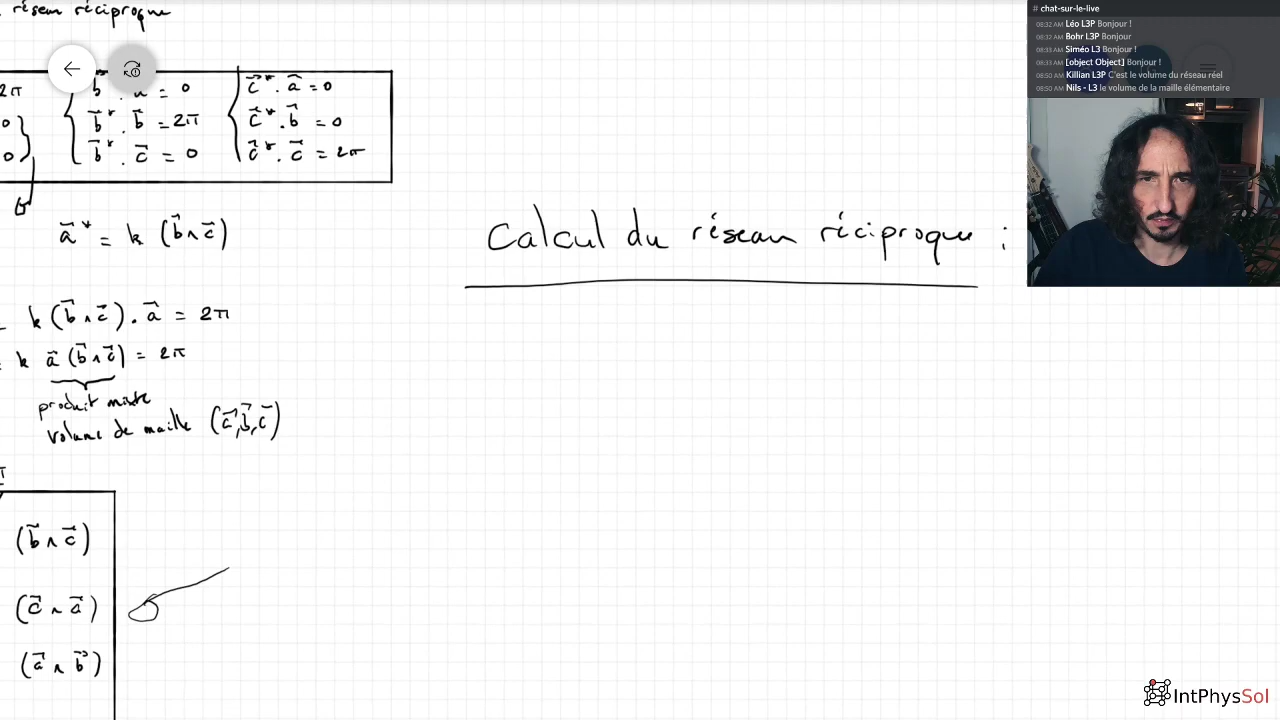 réseau réciproque
2π
0
0
b⃗ . a⃗ = 0
b⃗* . b⃗ = 2π
b⃗* . c⃗ = 0
c⃗* . a⃗ = 0
c⃗* . b⃗ = 0
c⃗* . c⃗ = 2π
a⃗* = k (b⃗ ∧ c⃗)
k (b⃗ ∧ c⃗) . a⃗ = 2π
= k a⃗ (b⃗ ∧ c⃗) = 2π
produit mixte
volume de maille (a⃗, b⃗, c⃗)
(b⃗ ∧ c⃗)
(c⃗ ∧ a⃗)
(a⃗ ∧ b⃗)
Calcul du réseau réciproque :
# chat-sur-le-live
08:32 AM Léo L3P Bonjour !
08:32 AM Bohr L3P Bonjour
08:33 AM Siméo L3 Bonjour !
08:33 AM [object Object] Bonjour !
08:50 AM Killian L3P C'est le volume du réseau réel
08:50 AM Nils - L3 le volume de la maille élémentaire
IntPhysSol